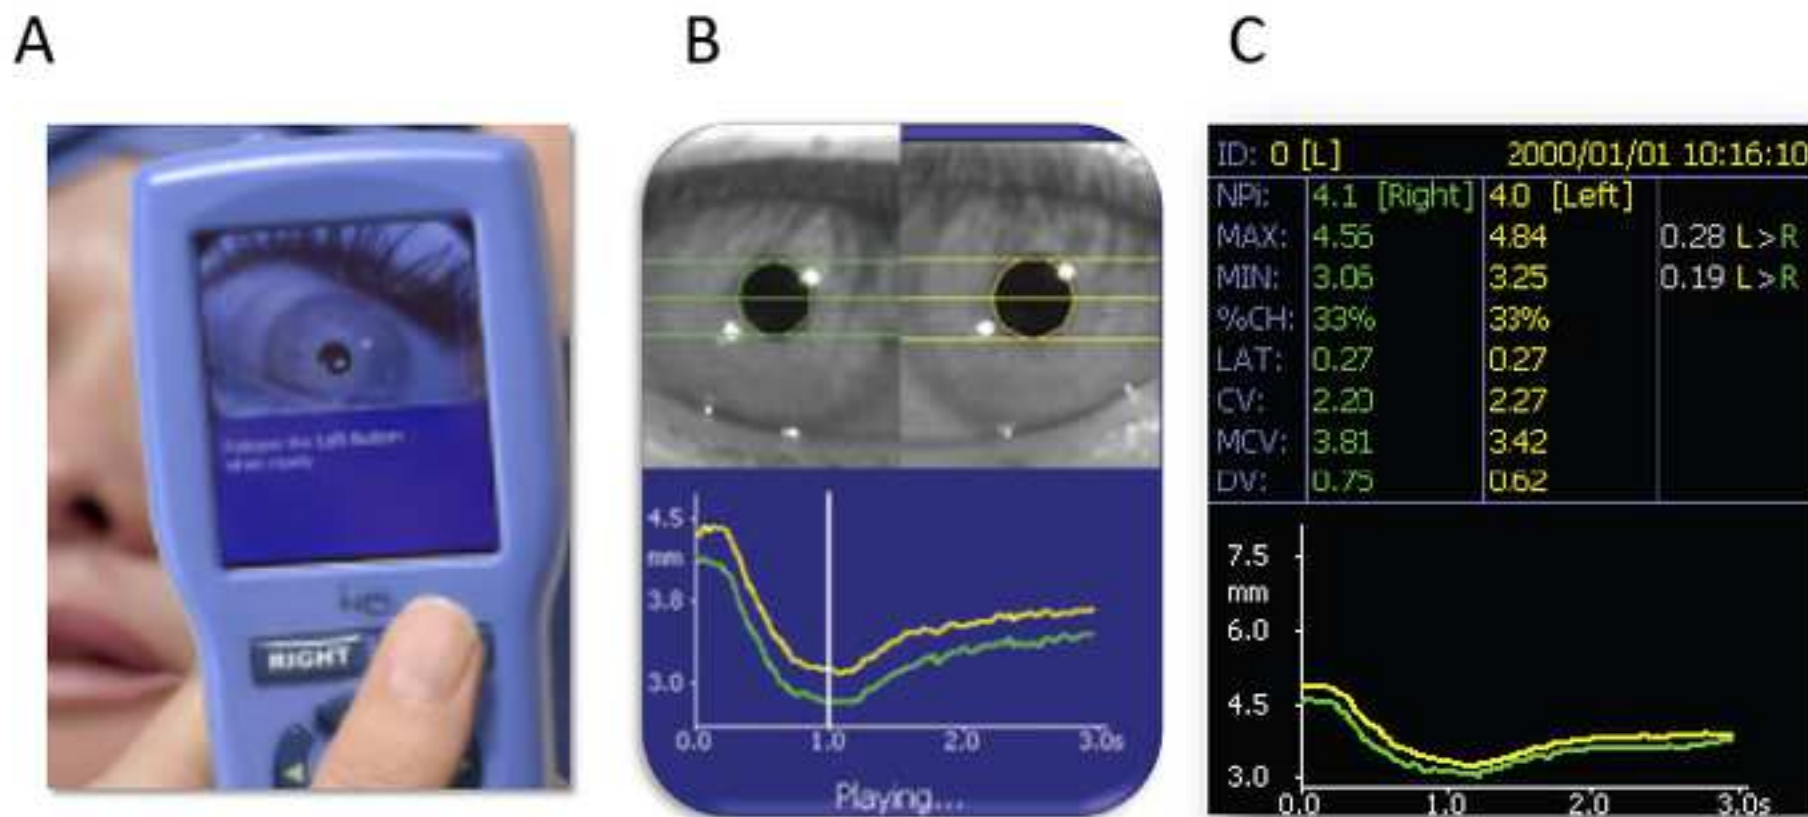 A
B
C
RIGHT
4.5
mm
3.8
3.0
0.0 1.0 2.0 3.0s
Playing...
ID: 0 [L] 2000/01/01 10:16:10
NPi: 4.1 [Right] 4.0 [Left]
MAX: 4.56 4.84 0.28 L>R
MIN: 3.05 3.25 0.19 L>R
%CH: 33% 33%
LAT: 0.27 0.27
CV: 2.20 2.27
MCV: 3.81 3.42
DV: 0.75 0.62
7.5
mm
6.0
4.5
3.0
0.0 1.0 2.0 3.0s